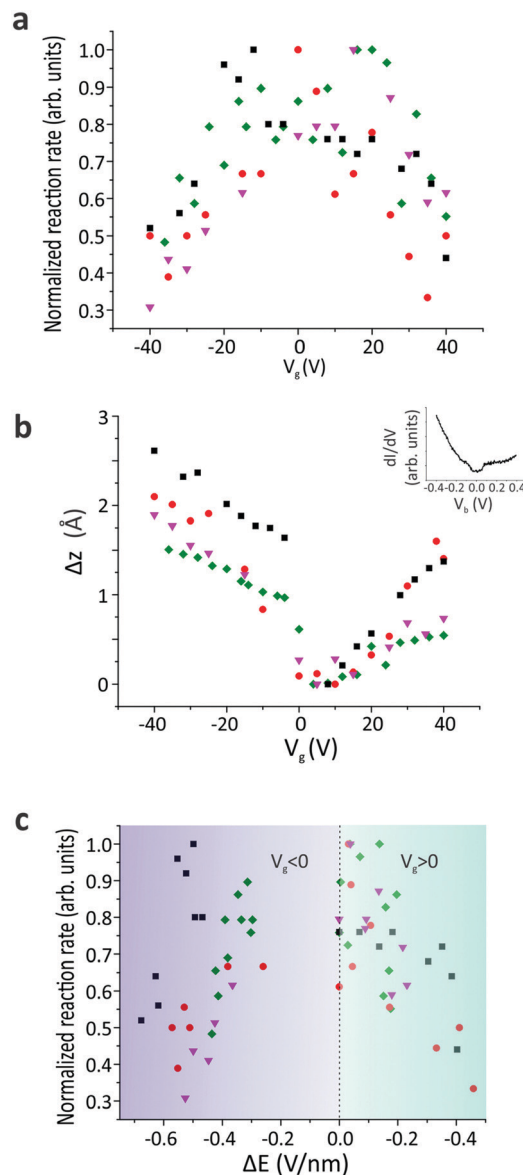 a
Normalized reaction rate (arb. units)
1.0
0.9
0.8
0.7
0.6
0.5
0.4
0.3
-40 -20 0 20 40
Vg(V)
b
Δz (Å)
3
2
1
0
-40 -20 0 20 40
Vg(V)
dI/dV
(arb. units)
-0.4 -0.2 0.0 0.2 0.4
Vb (V)
c
Normalized reaction rate (arb. units)
1.0
0.9
0.8
0.7
0.6
0.5
0.4
0.3
Vg<0 Vg>0
-0.6 -0.4 -0.2 0.0 -0.2 -0.4
ΔE (V/nm)